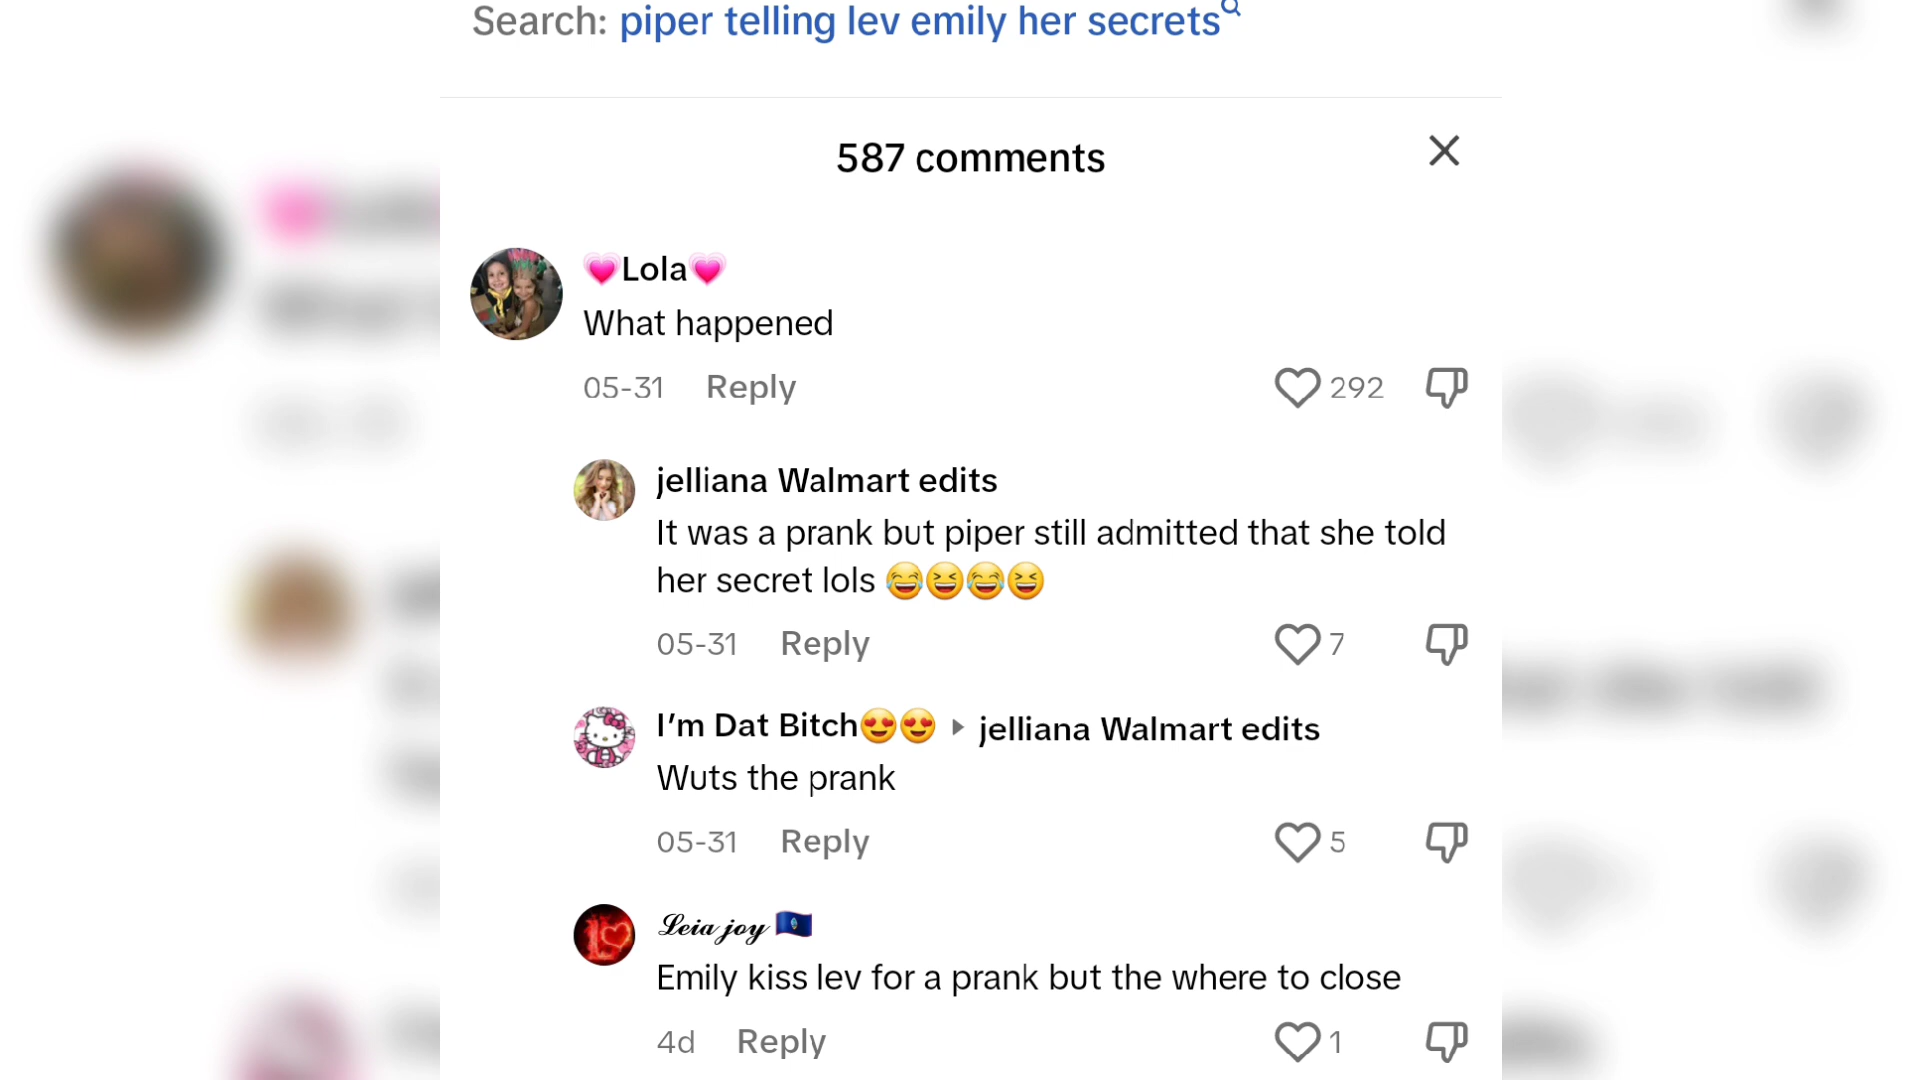 Search: piper telling lev emily her secrets
587 comments
💗Lola💗
What happened
05-31 Reply 292
jelliana Walmart edits
It was a prank but piper still admitted that she told
her secret lols 😂😆😂😆
05-31 Reply 7
I’m Dat Bitch😍😍 ▸ jelliana Walmart edits
Wuts the prank
05-31 Reply 5
𝓛𝓮𝓲𝓪 𝓳𝓸𝔂 🇬🇺
Emily kiss lev for a prank but the where to close
4d Reply 1